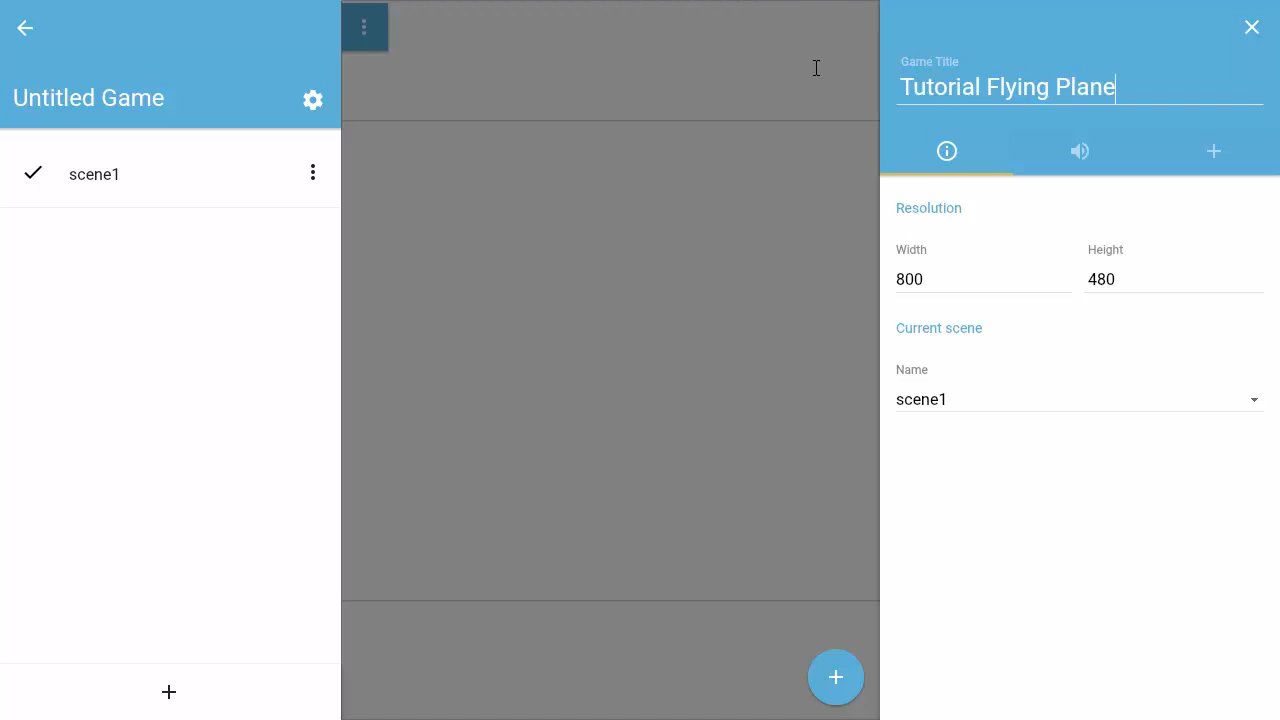 Untitled Game
scene1
Game Title
Tutorial Flying Plane
Resolution
Width
Height
800
480
Current scene
Name
scene1